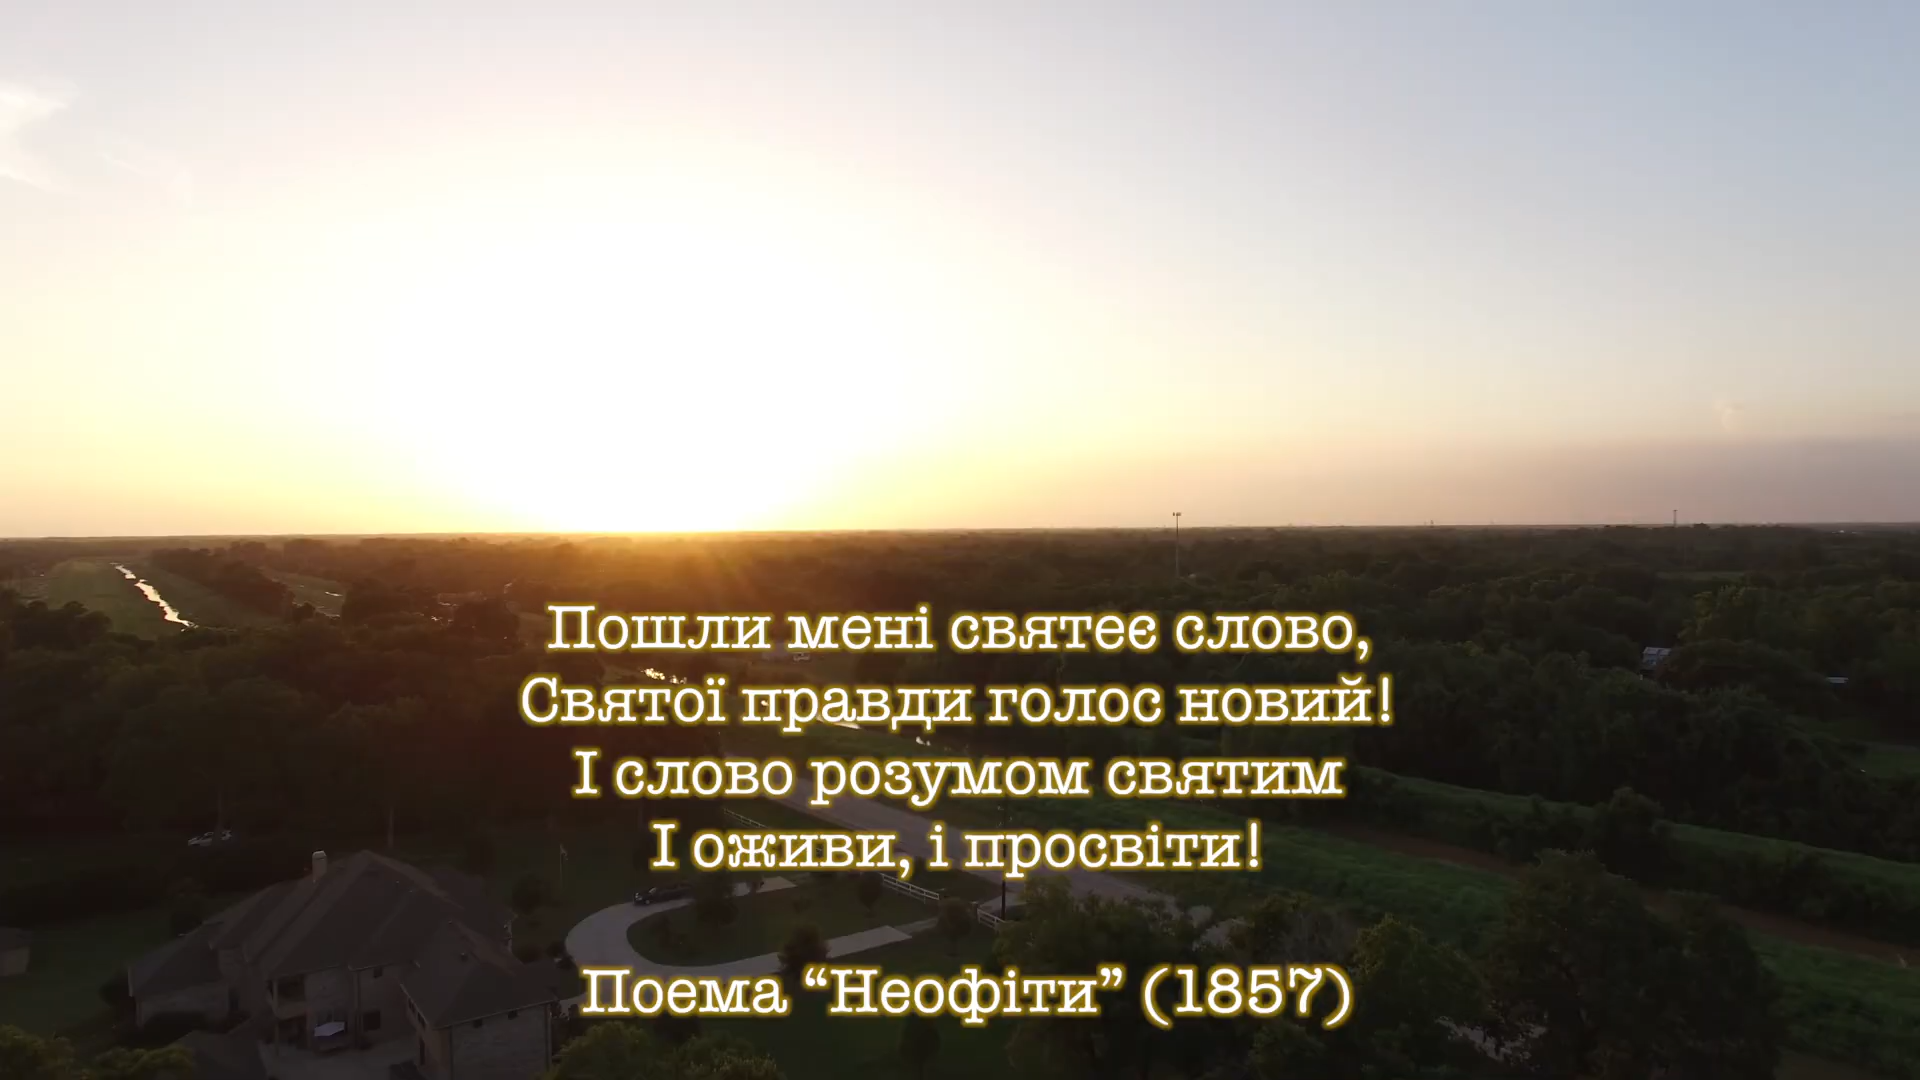 Пошли мені святеє слово,
Святої правди голос новий!
І слово розумом святим
І оживи, і просвіти!
Поема “Неофіти” (1857)